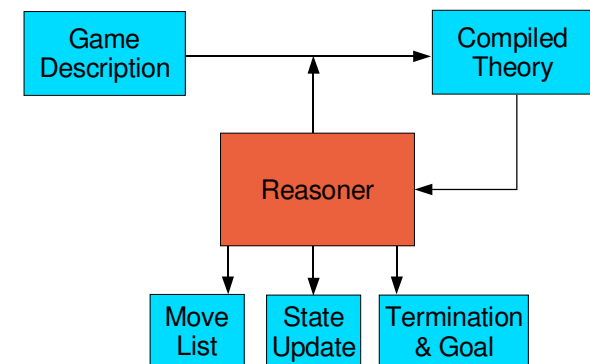 Game
Description
Compiled
Theory
Reasoner
Move
List
State
Update
Termination
& Goal